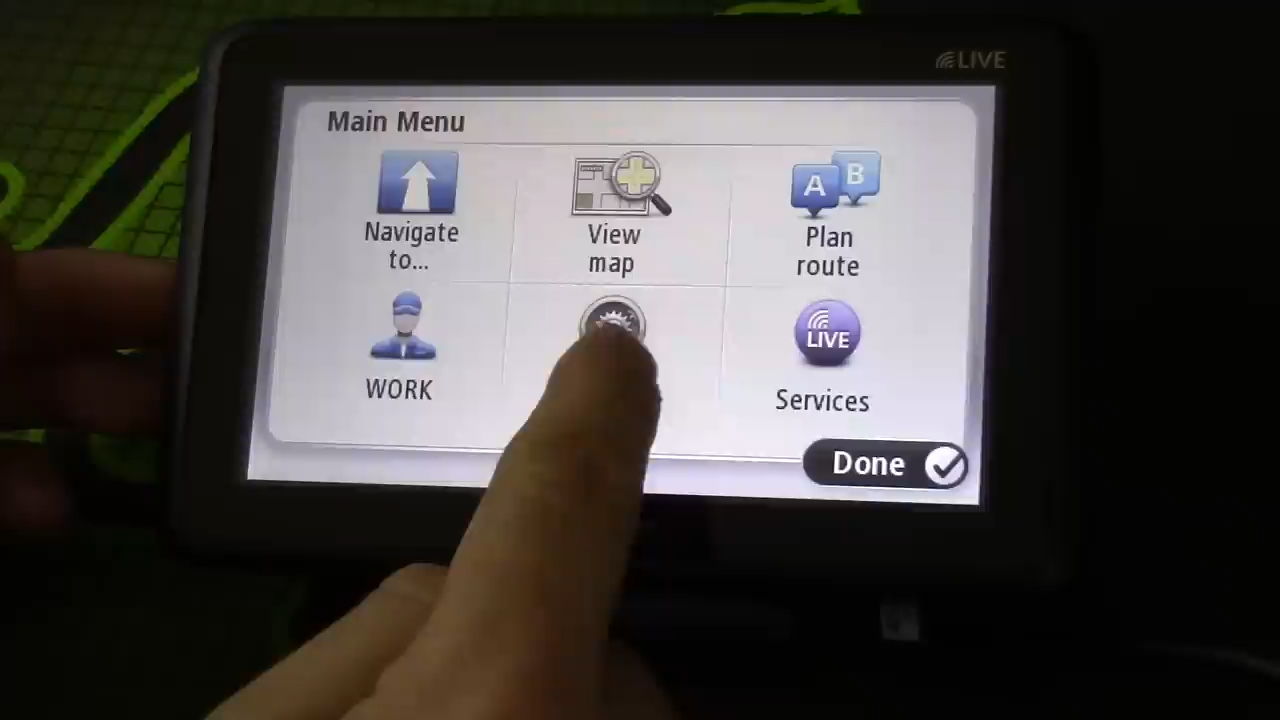 LIVE
Main Menu
Navigate
to...
View
map
A
B
Plan
route
WORK
LIVE
Services
Done